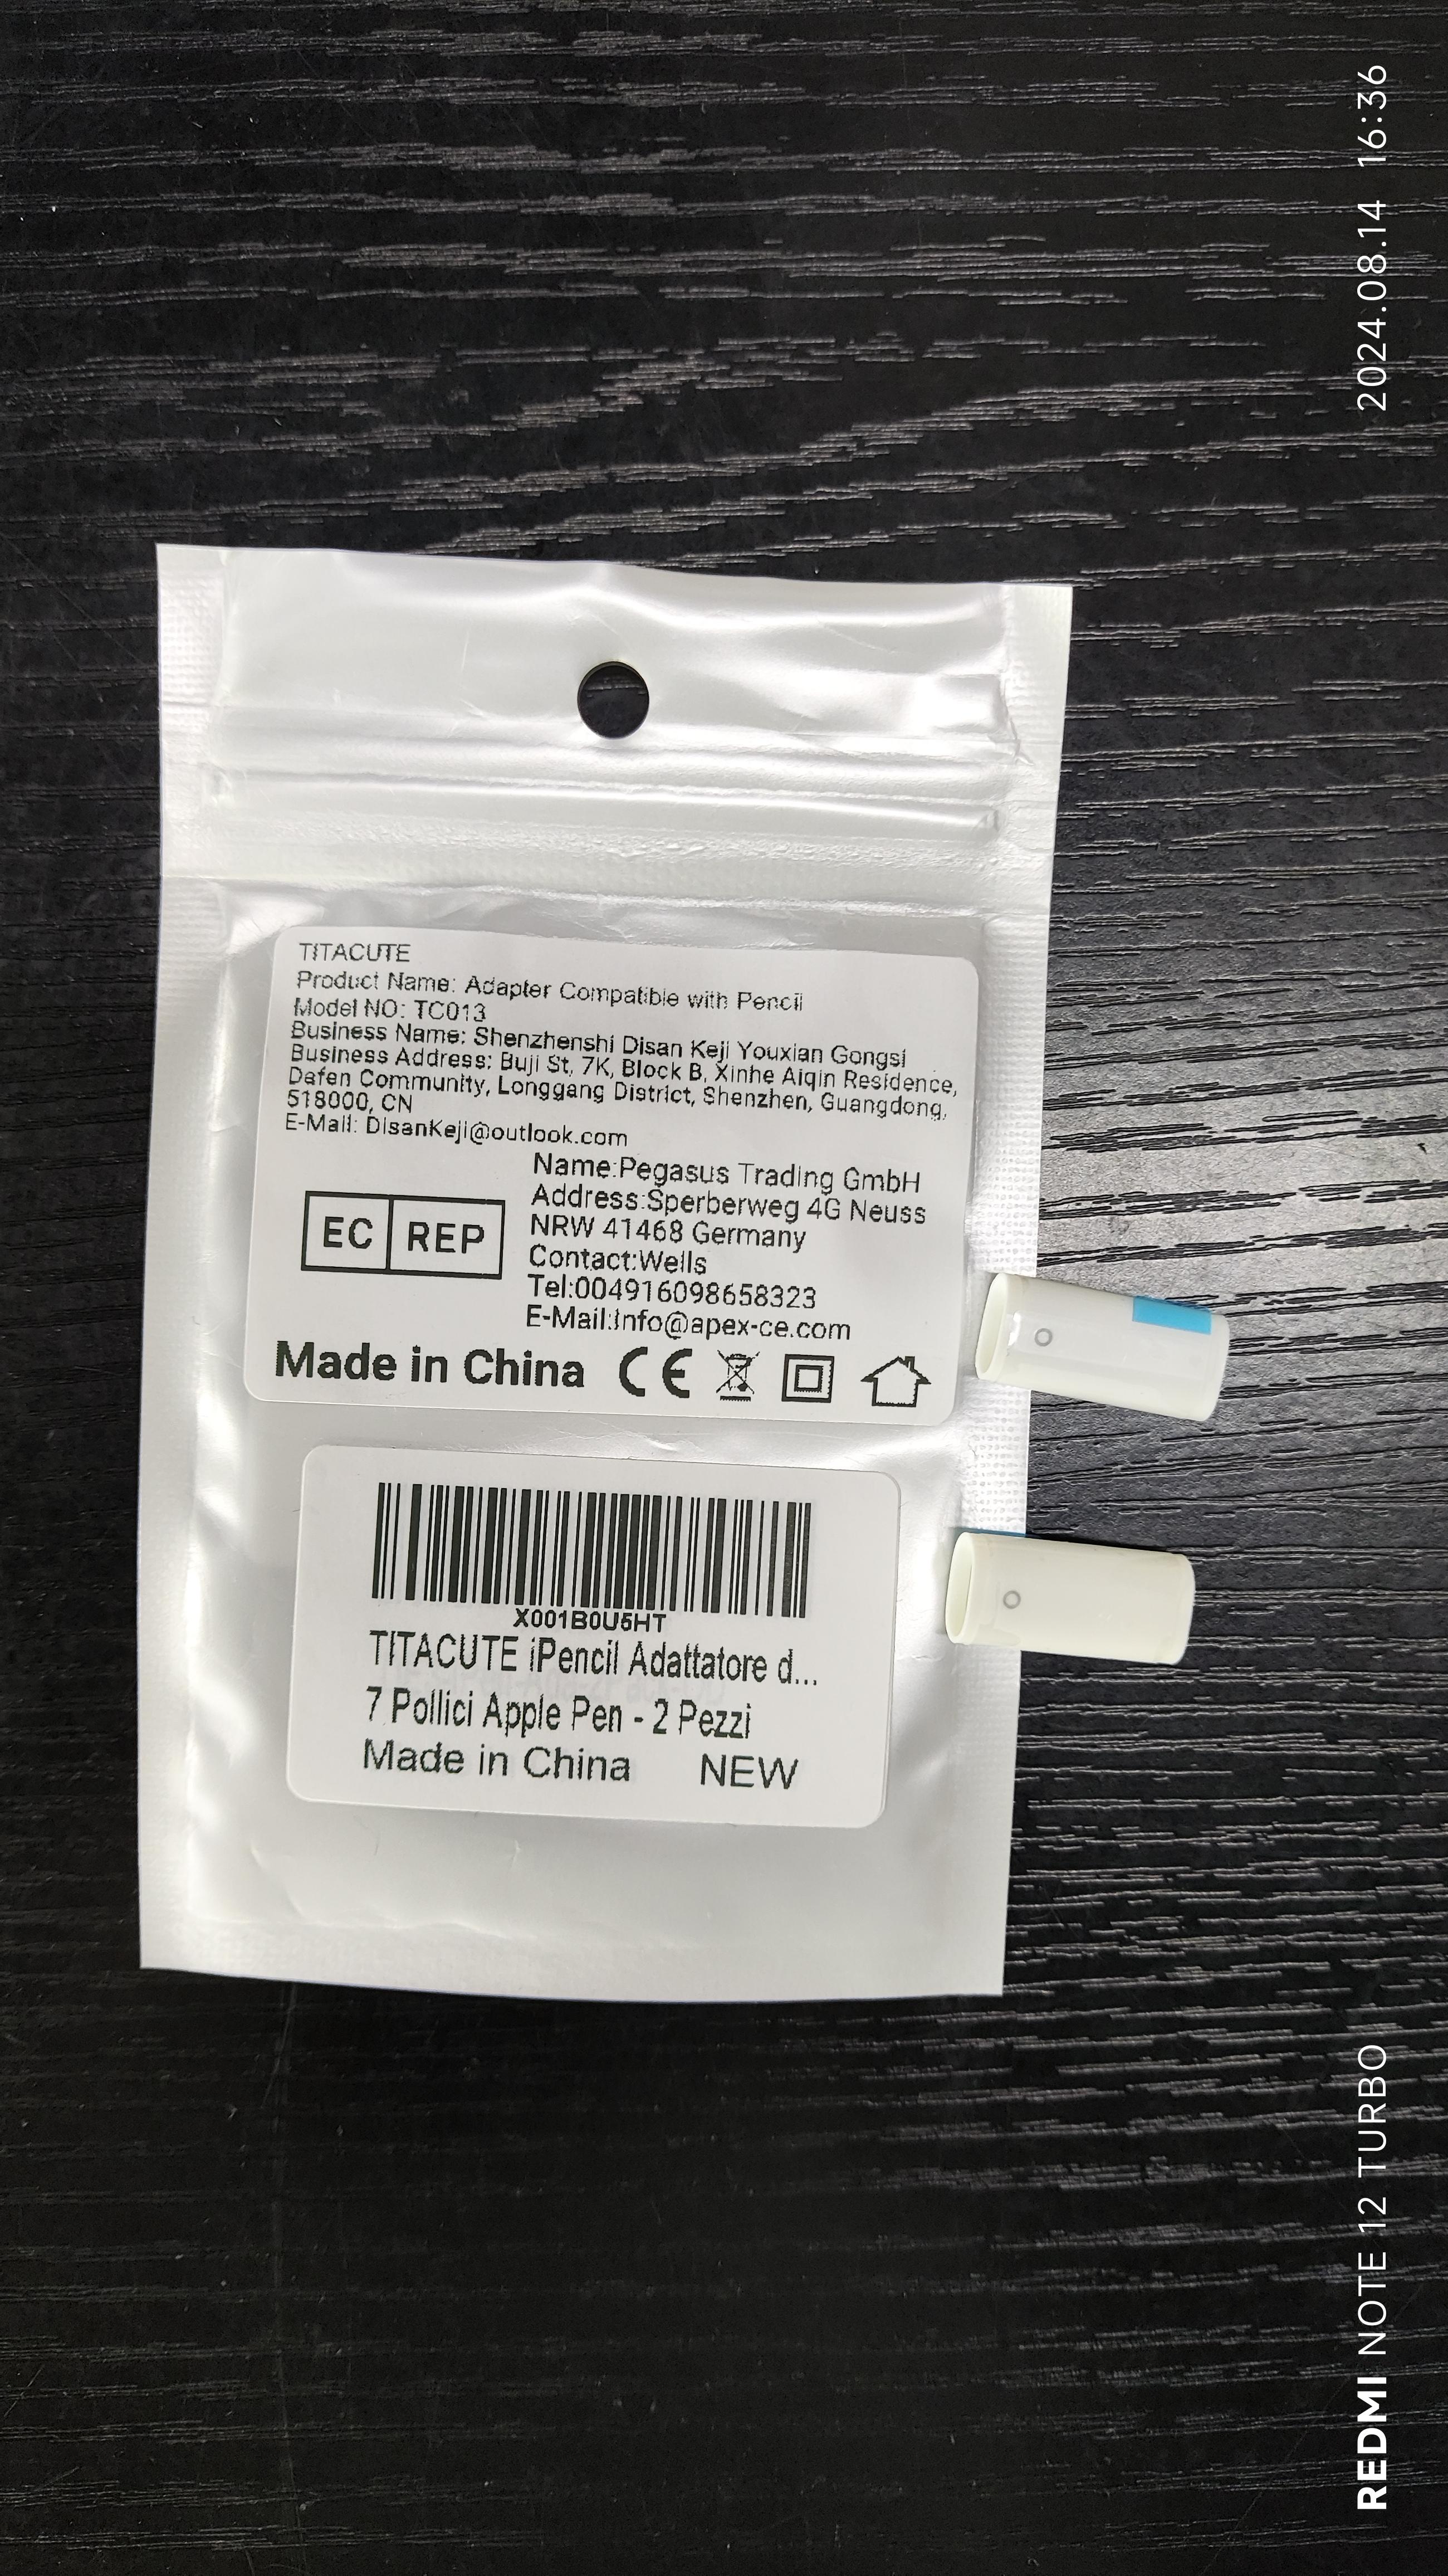 TITACUTE
Product Name: Adapter Compatible with Pencil
Model NO: TC013
Business Name: Shenzhenshi Disan Keji Youxian Gongsi
Business Address: Buji St, 7K, Block B, Xinhe Aiqin Residence,
Dafen Community, Longgang District, Shenzhen, Guangdong,
518000, CN
E-Mail: DisanKeji@outlook.com
EC REP
Name:Pegasus Trading GmbH
Address:Sperberweg 4G Neuss
NRW 41468 Germany
Contact:Wells
Tel:004916098658323
E-Mail:Info@apex-ce.com
Made in China CE
X001B0U5HT
TITACUTE iPencil Adattatore d...
7 Pollici Apple Pen - 2 Pezzi
Made in China NEW
REDMI NOTE 12 TURBO
2024.08.14 16:36